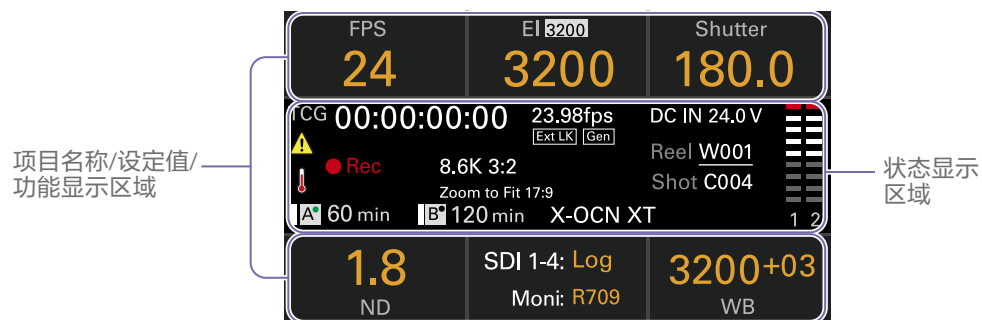 FPS
24
EI 3200
3200
Shutter
180.0
TCG 00:00:00:00
23.98fps
Ext LK Gen
DC IN 24.0 V
Rec
8.6K 3:2
Zoom to Fit 17:9
Reel W001
Shot C004
A 60 min
B 120 min
X-OCN XT
1 2
1.8
ND
SDI 1-4: Log
Moni: R709
3200+03
WB
项目名称/设定值/
功能显示区域
状态显示
区域